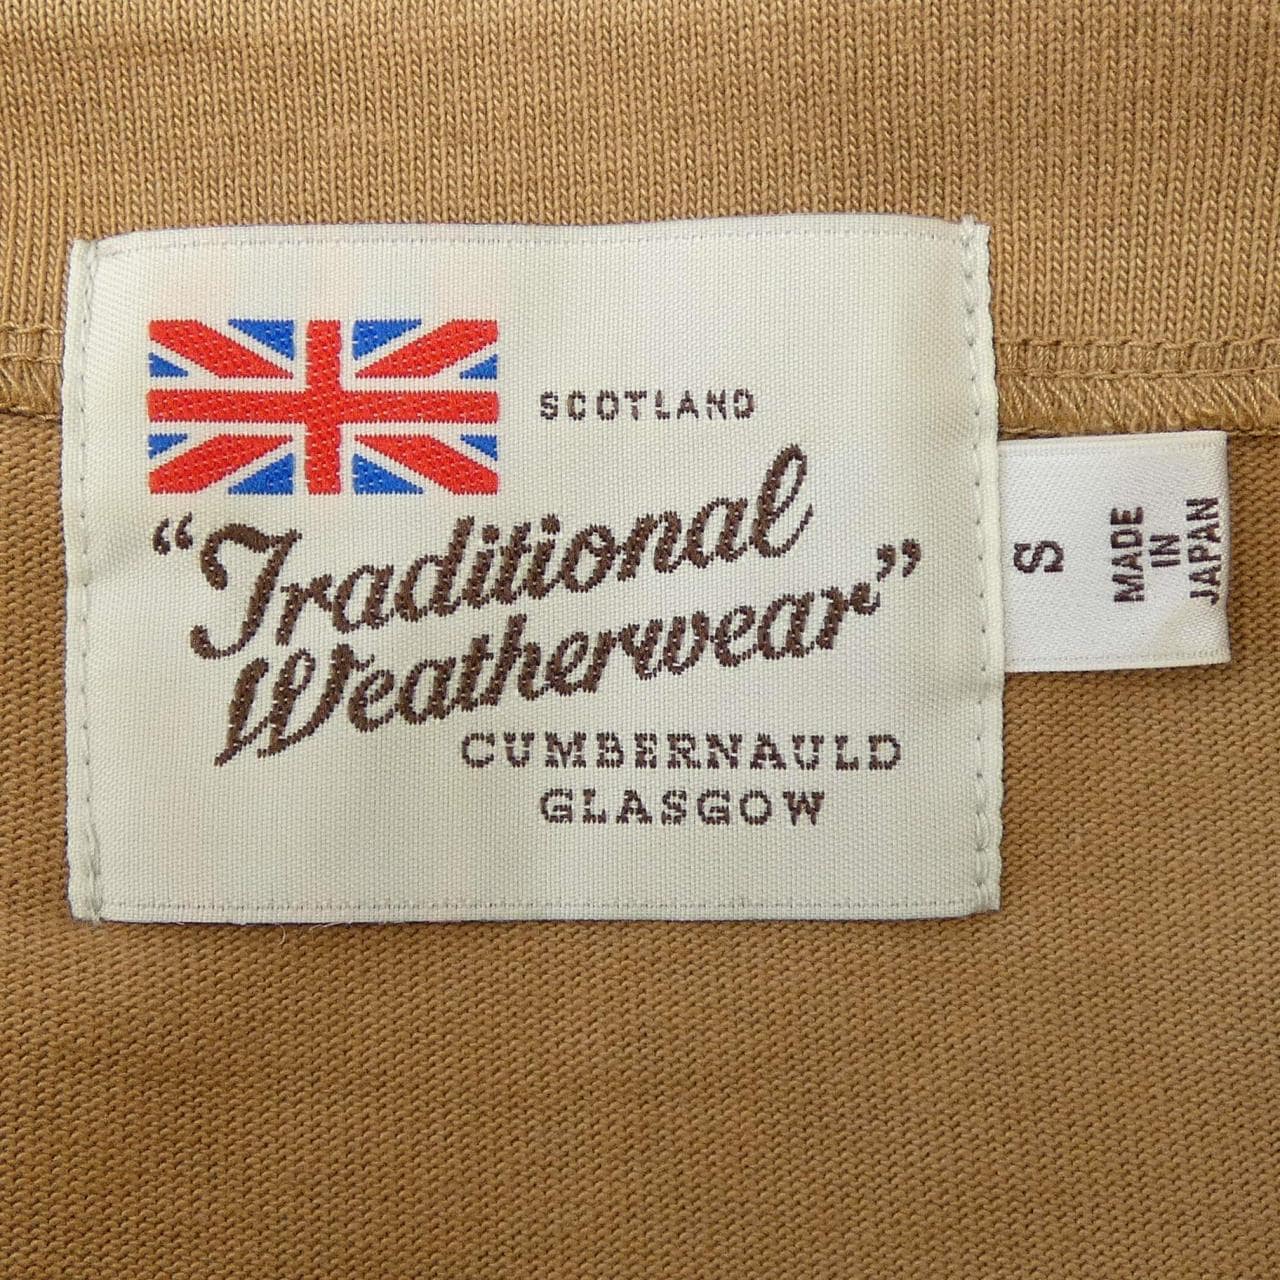 SCOTLAND
“Traditional
Weatherwear”
CUMBERNAULD
GLASGOW
S
MADE
IN
JAPAN